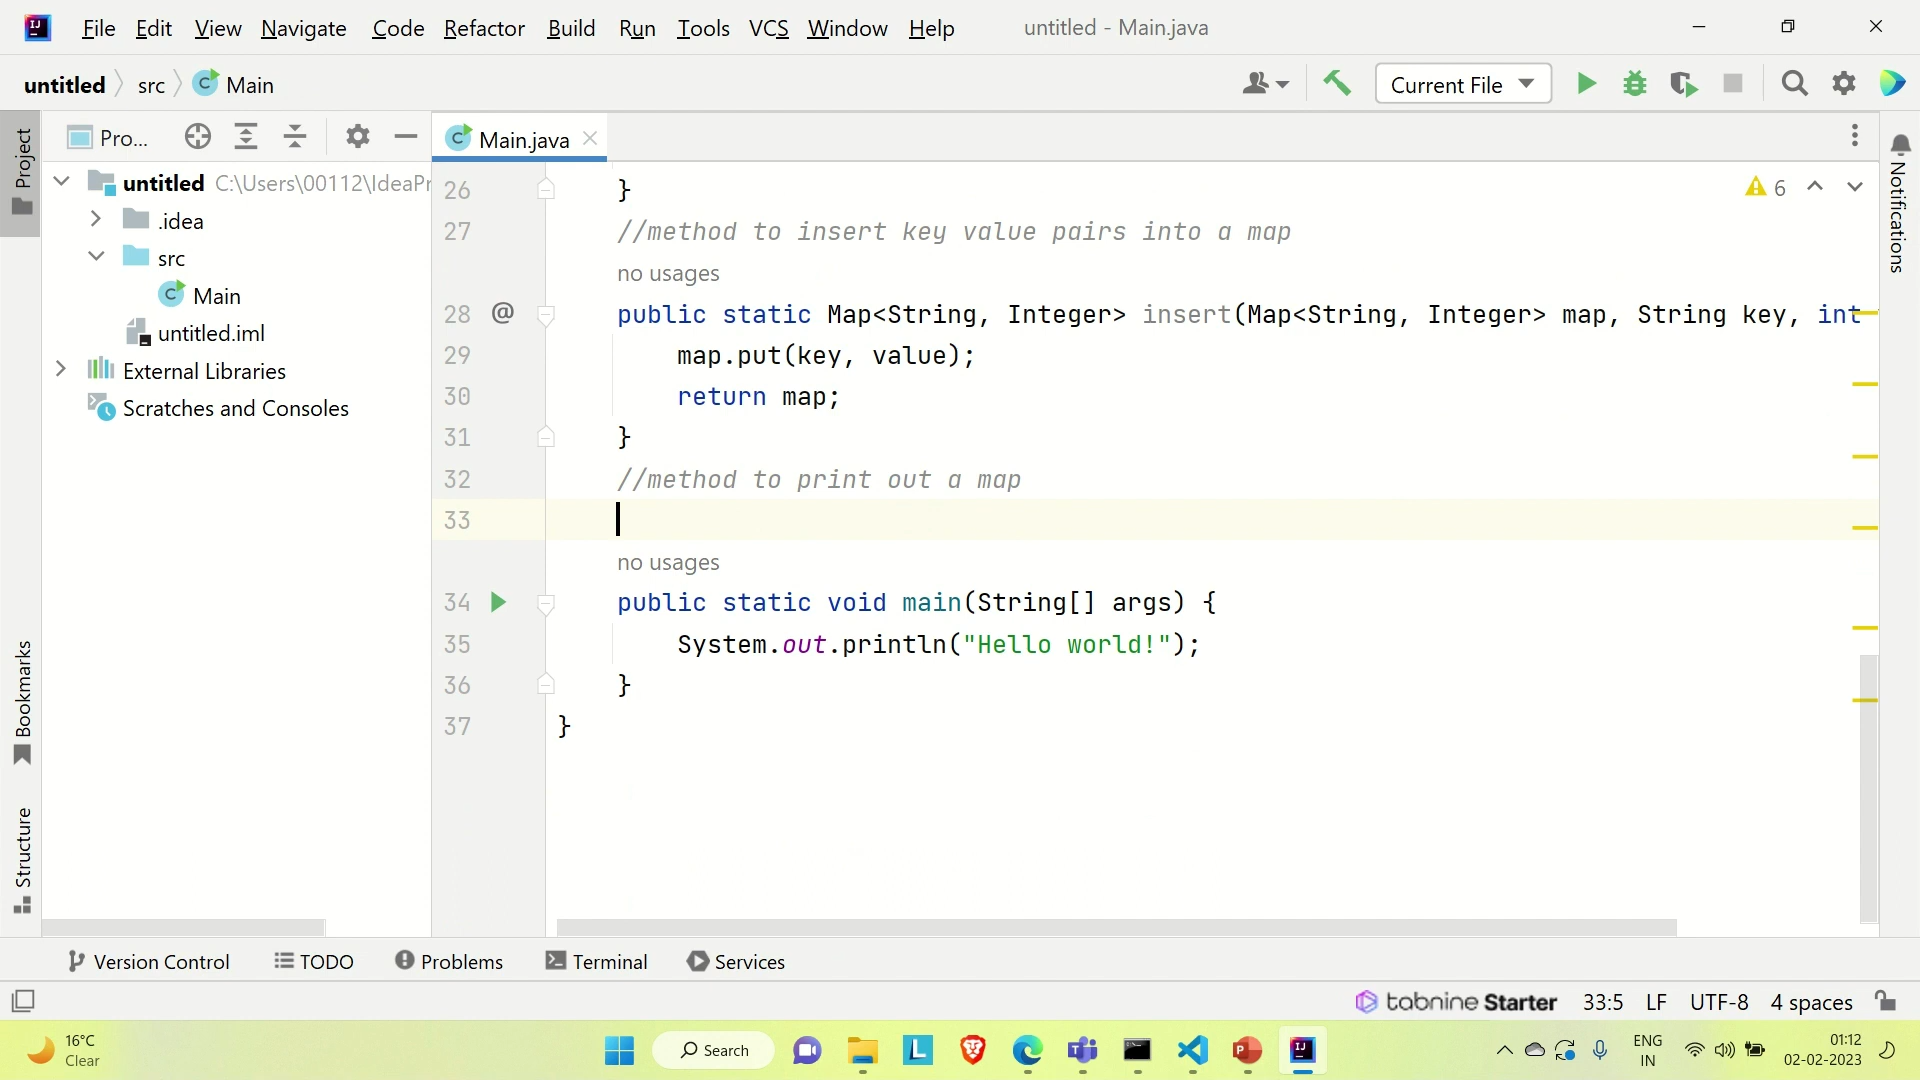 File Edit View Navigate Code Refactor Build Run Tools VCS Window Help untitled - Main.java
untitled src Main
Current File
Project
Pro...
Main.java
untitled C:\Users\00112\IdeaPr
.idea
src
Main
untitled.iml
External Libraries
Scratches and Consoles
26 }
6
27 //method to insert key value pairs into a map
no usages
28 @ public static Map<String, Integer> insert(Map<String, Integer> map, String key, int
29 map.put(key, value);
30 return map;
31 }
32 //method to print out a map
33
no usages
34 public static void main(String[] args) {
35 System.out.println("Hello world!");
36 }
37 }
Notifications
Bookmarks
Structure
Version Control TODO Problems Terminal Services
tabnine Starter 33:5 LF UTF-8 4 spaces
16°C
Clear
Search
ENG
IN
01:12
02-02-2023